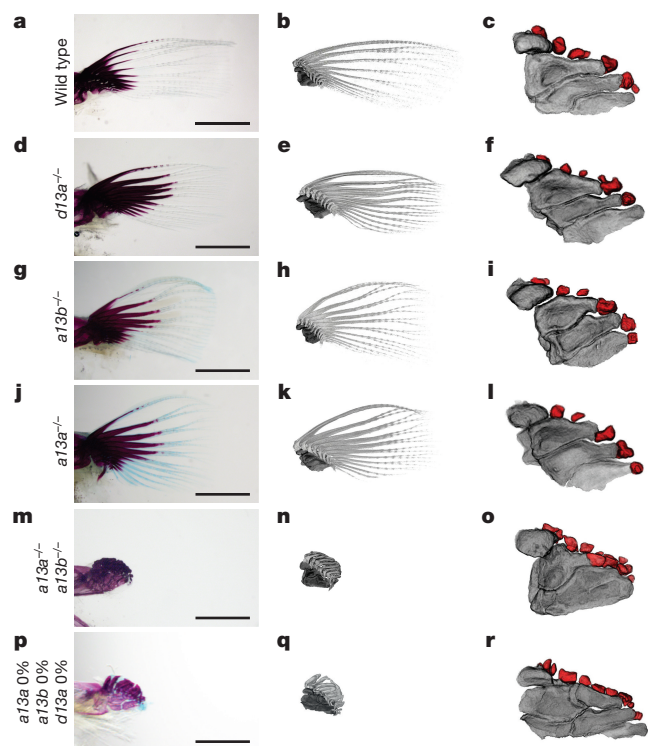 a b c
Wild type
d e f
d13a–/–
g h i
a13b–/–
j k l
a13a–/–
m n o
a13a–/–
a13b–/–
p q r
a13a 0%
a13b 0%
d13a 0%